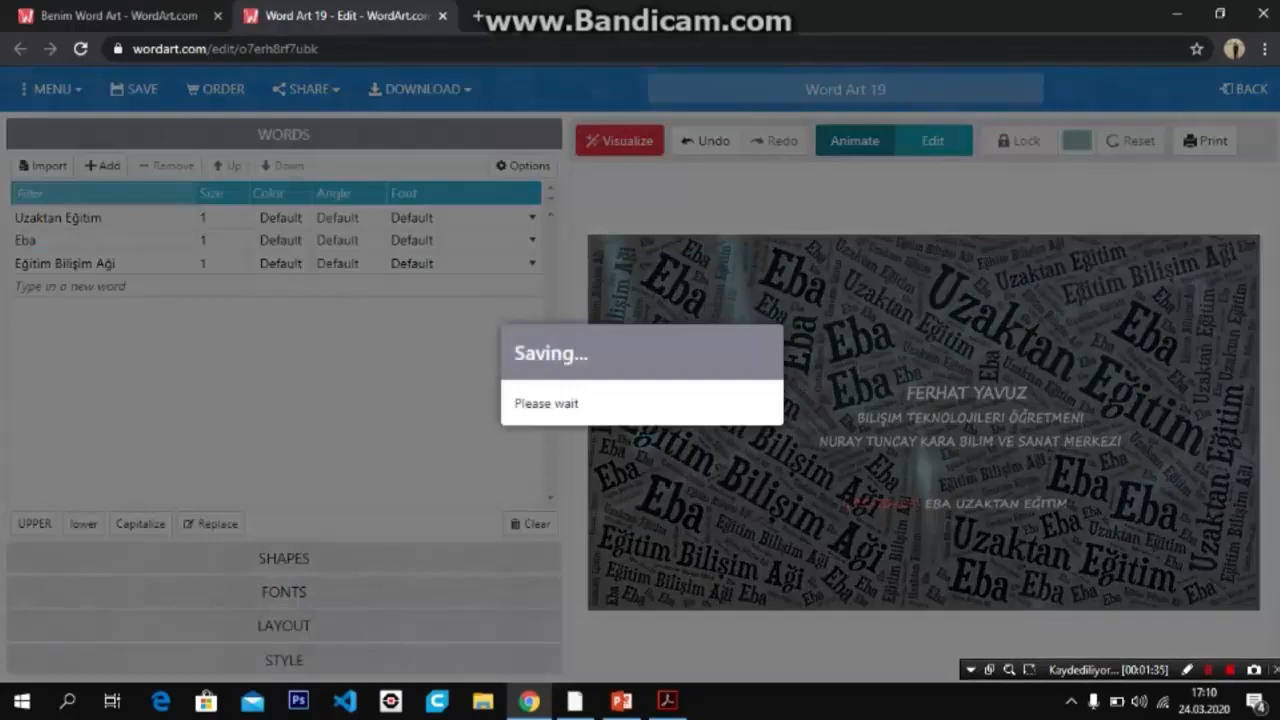 Benim Word Art - WordArt.com
Word Art 19 - Edit - WordArt.com
www.Bandicam.com
wordart.com/edit/o7erh8rf7ubk
MENU
SAVE
ORDER
SHARE
DOWNLOAD
Word Art 19
BACK
WORDS
Visualize
Undo
Redo
Animate
Edit
Lock
Reset
Print
Import
Add
Remove
Up
Down
Options
Filter Size Color Angle Font
Uzaktan Eğitim 1 Default Default Default
Eba 1 Default Default Default
Eğitim Bilişim Aği 1 Default Default Default
Type in a new word
Saving...
Please wait
Eba
Uzaktan Eğitim
Eğitim Bilişim Aği
FERHAT YAVUZ
BİLİŞİM TEKNOLOJİLERİ ÖĞRETMENİ
NURAY TUNCAY KARA BİLİM VE SANAT MERKEZİ
EBA UZAKTAN EĞİTİM
UPPER
lower
Capitalize
Replace
Clear
SHAPES
FONTS
LAYOUT
STYLE
Kaydediliyor... [00:01:35]
17:10
24.03.2020